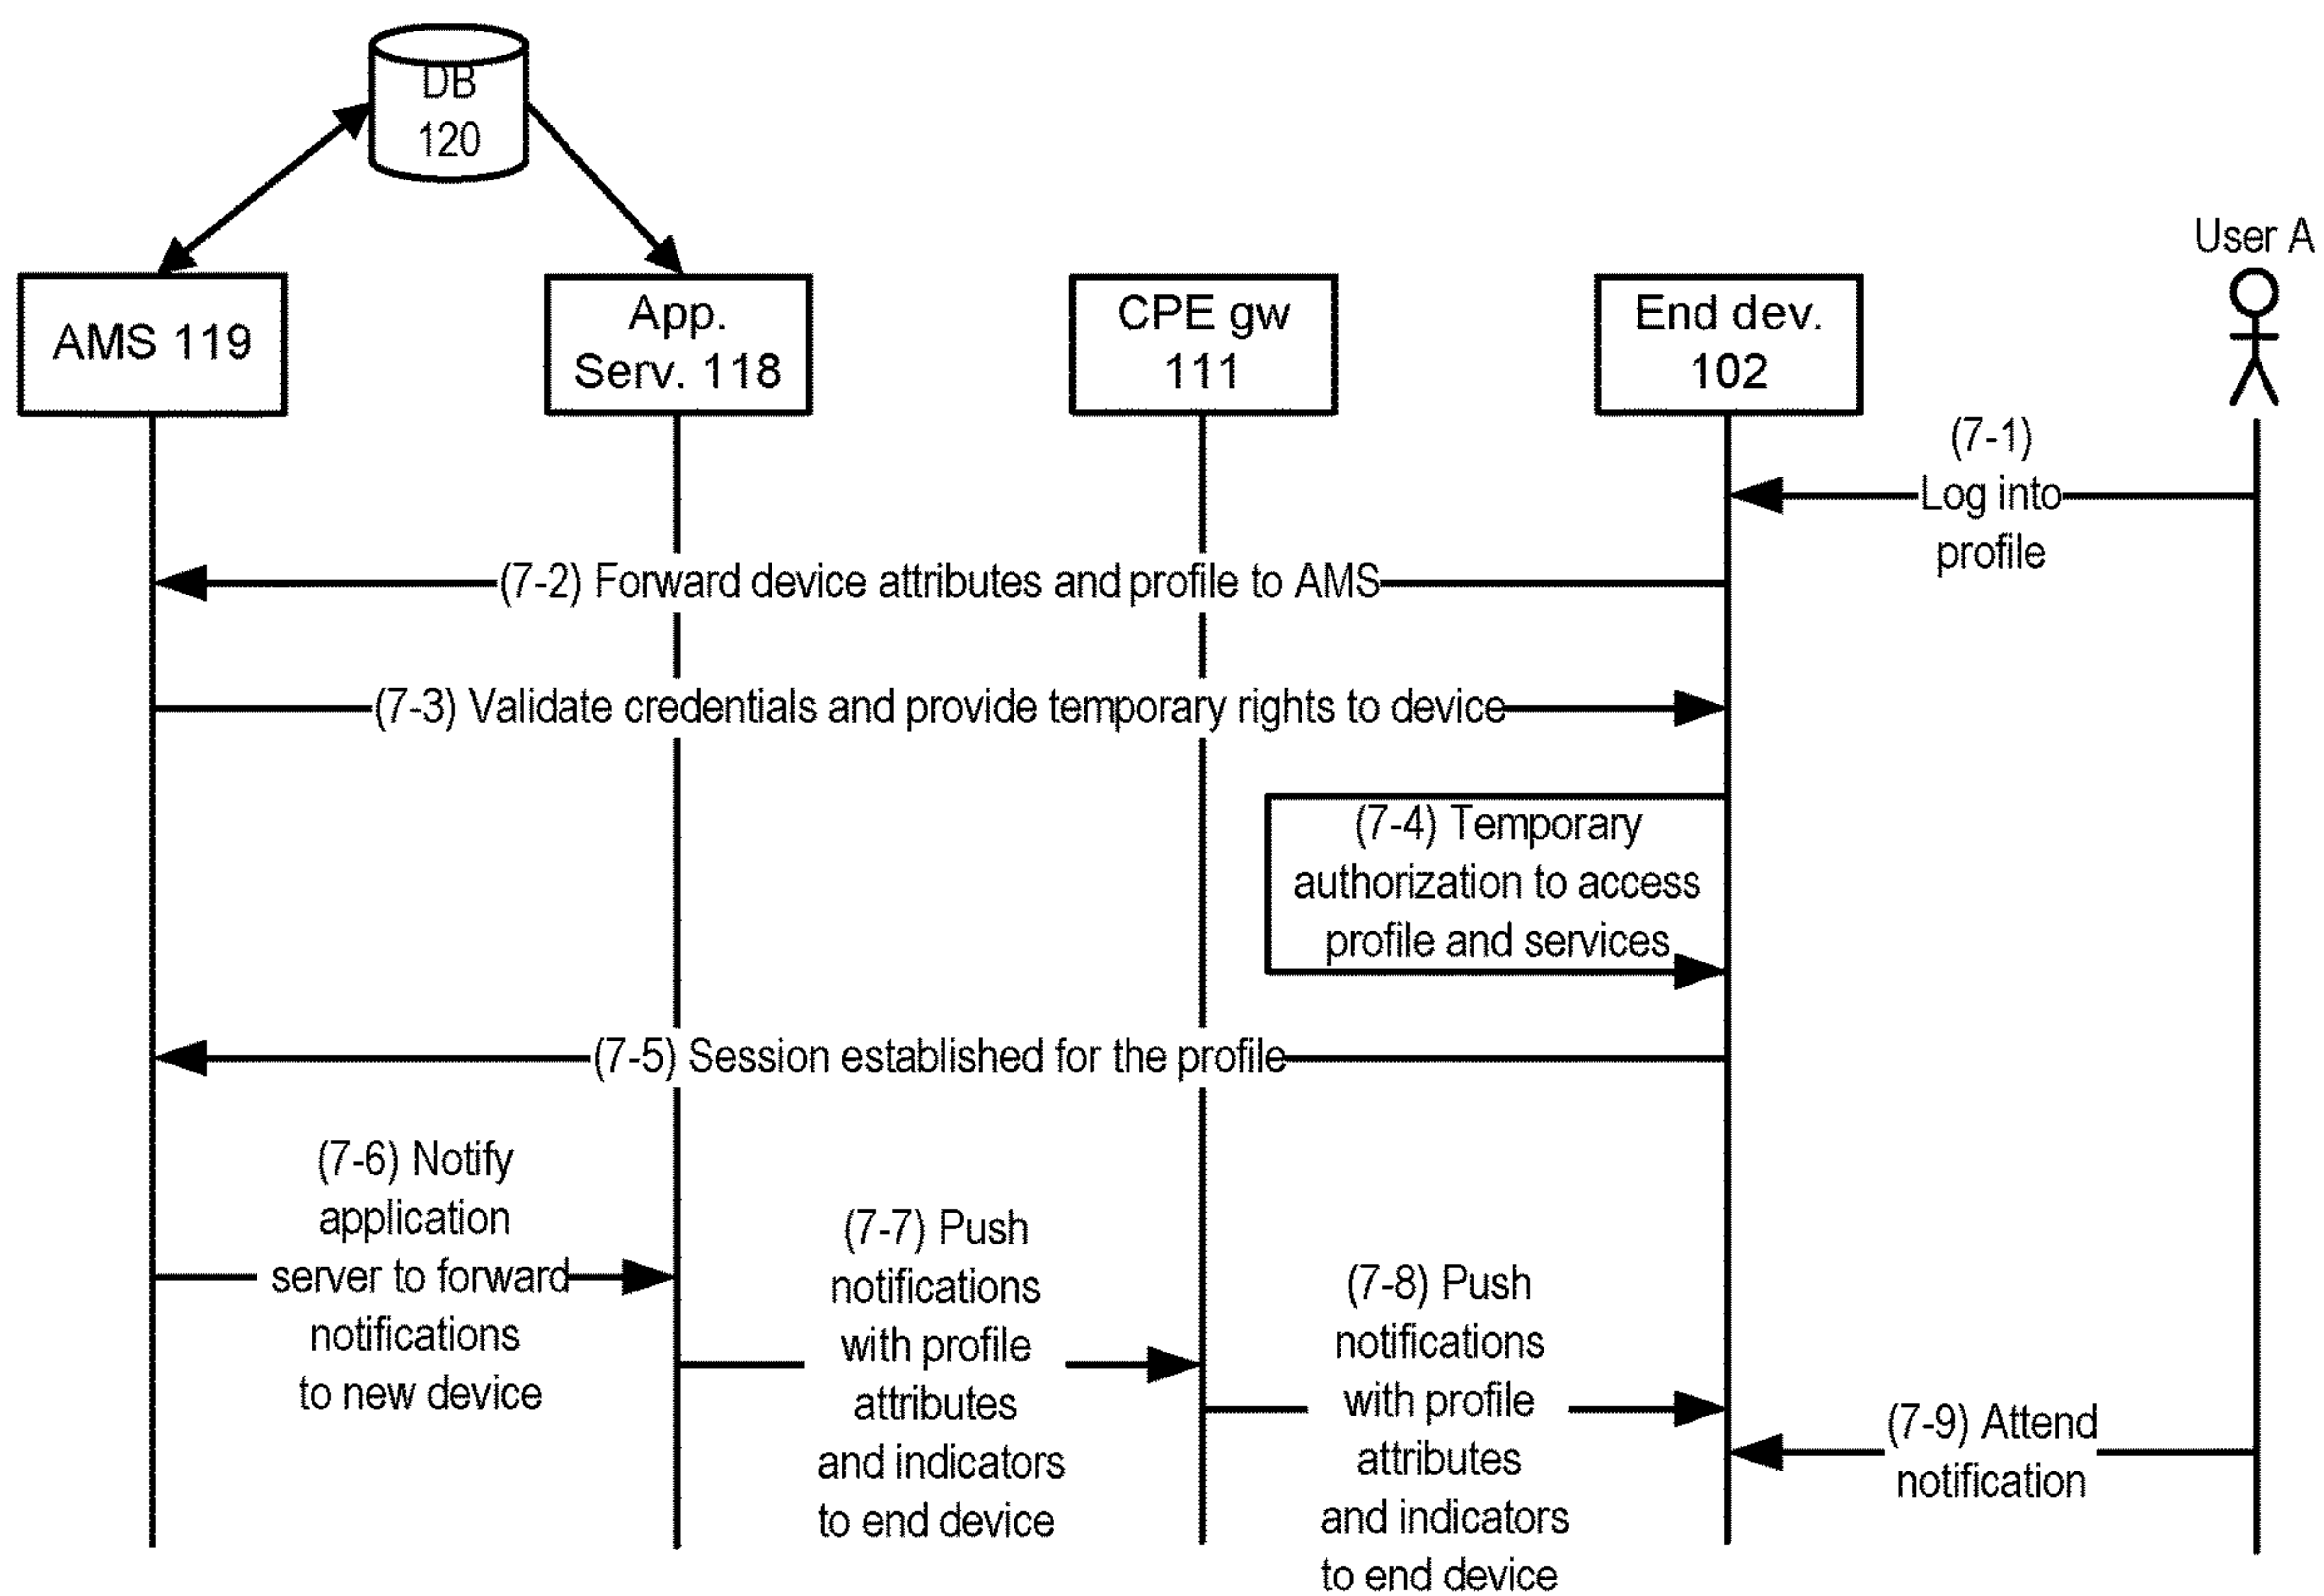 DB
120
User A
AMS 119
App.
Serv. 118
CPE gw
111
End dev.
102
(7-1)
Log into
profile
(7-2) Forward device attributes and profile to AMS
(7-3) Validate credentials and provide temporary rights to device
(7-4) Temporary
authorization to access
profile and services
(7-5) Session established for the profile
(7-6) Notify
application
server to forward
notifications
to new device
(7-7) Push
notifications
with profile
attributes
and indicators
to end device
(7-8) Push
notifications
with profile
attributes
and indicators
to end device
(7-9) Attend
notification